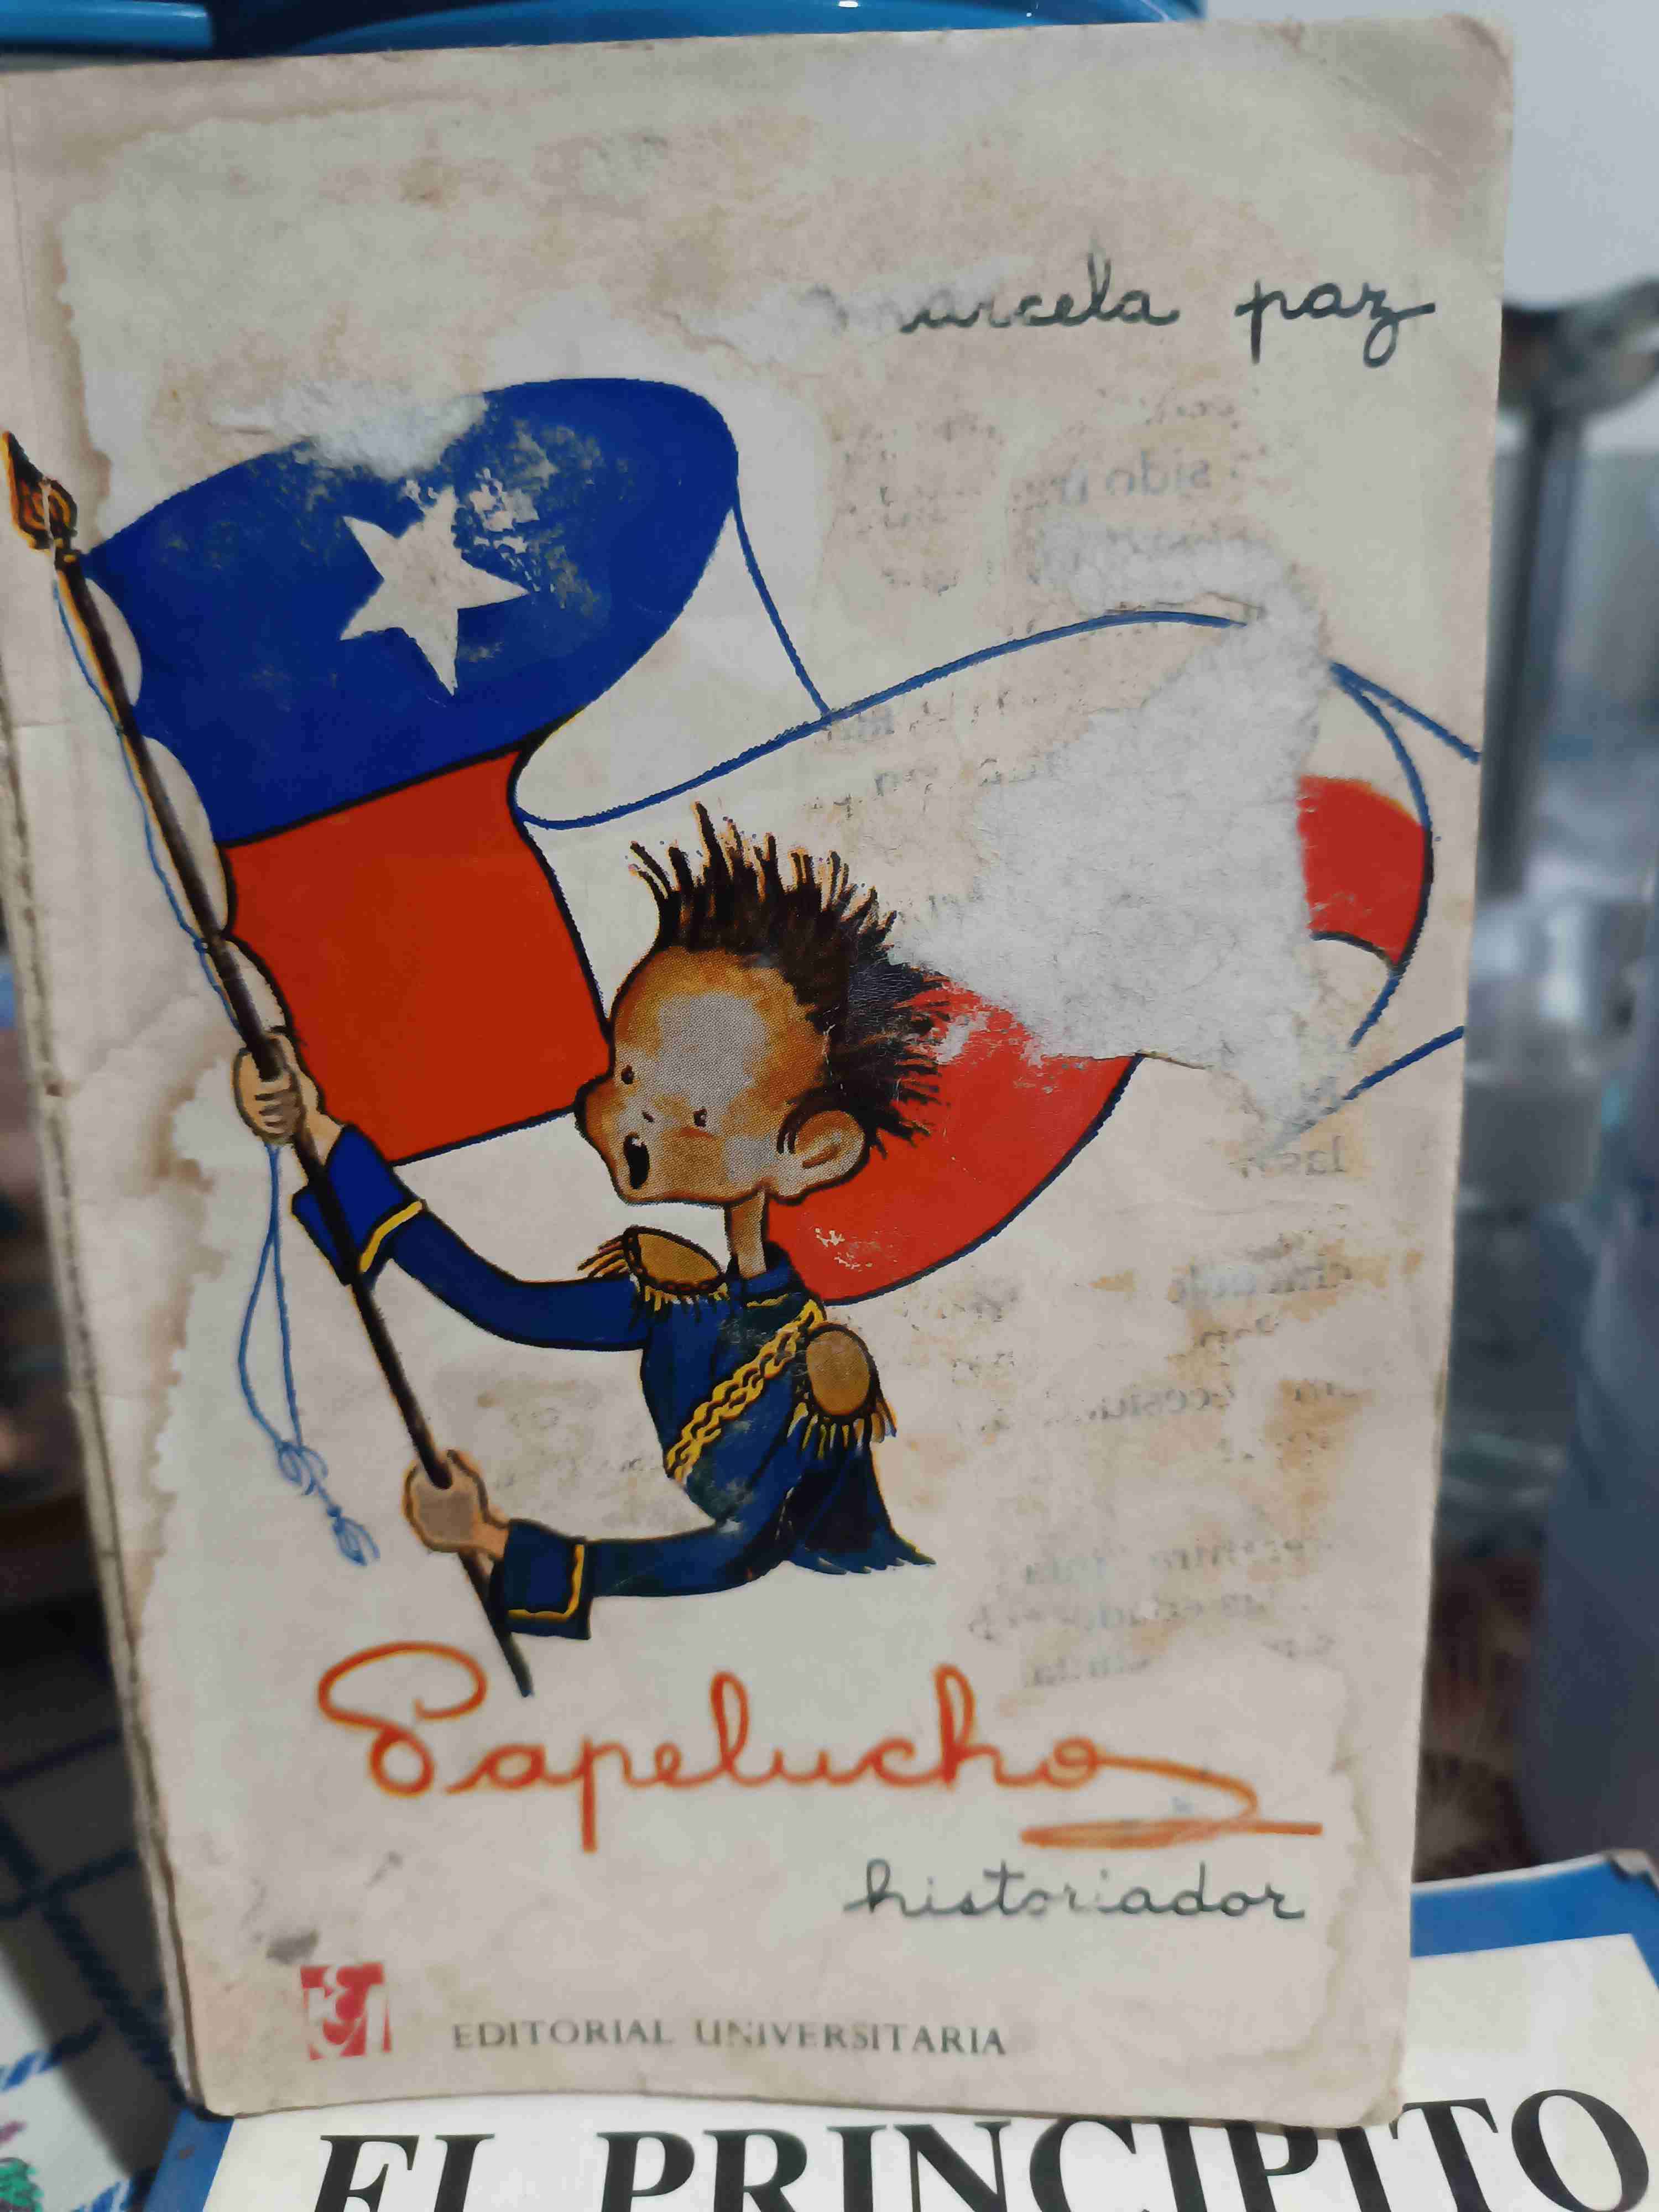 marcela paz
Papelucho
historiador
EDITORIAL UNIVERSITARIA
EL PRINCIPITO